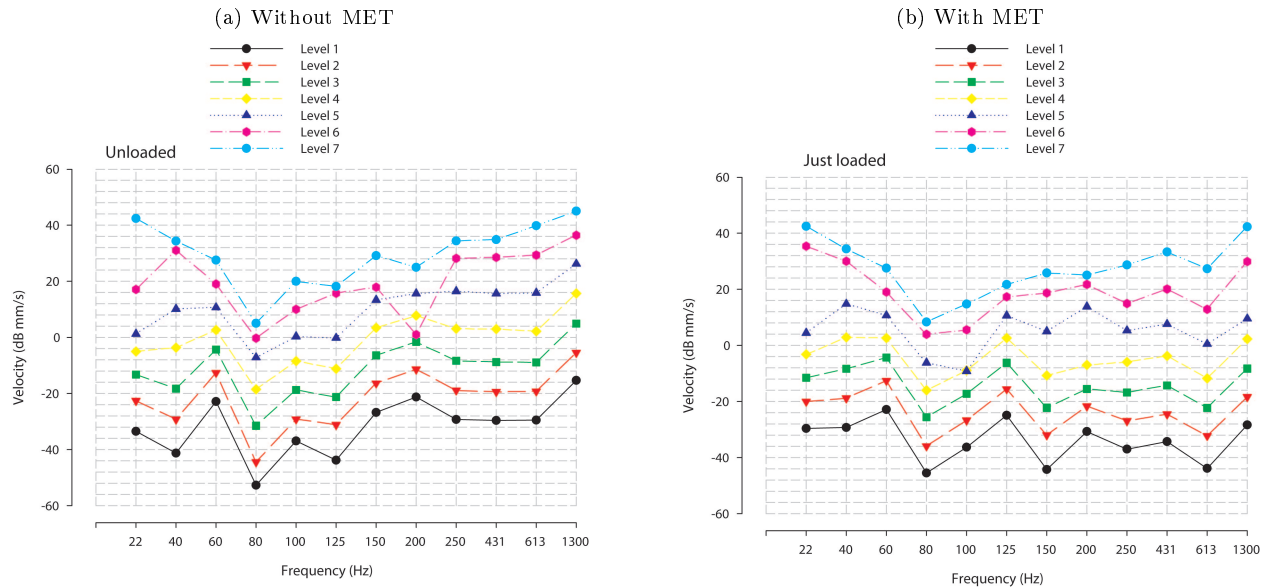 (a) Without MET
Level 1
Level 2
Level 3
Level 4
Level 5
Level 6
Level 7
Unloaded
60
40
20
0
-20
-40
-60
Velocity (dB mm/s)
22 40 60 80 100 125 150 200 250 431 613 1300
Frequency (Hz)
(b) With MET
Level 1
Level 2
Level 3
Level 4
Level 5
Level 6
Level 7
Just loaded
60
40
20
0
-20
-40
-60
Velocity (dB mm/s)
22 40 60 80 100 125 150 200 250 431 613 1300
Frequency (Hz)